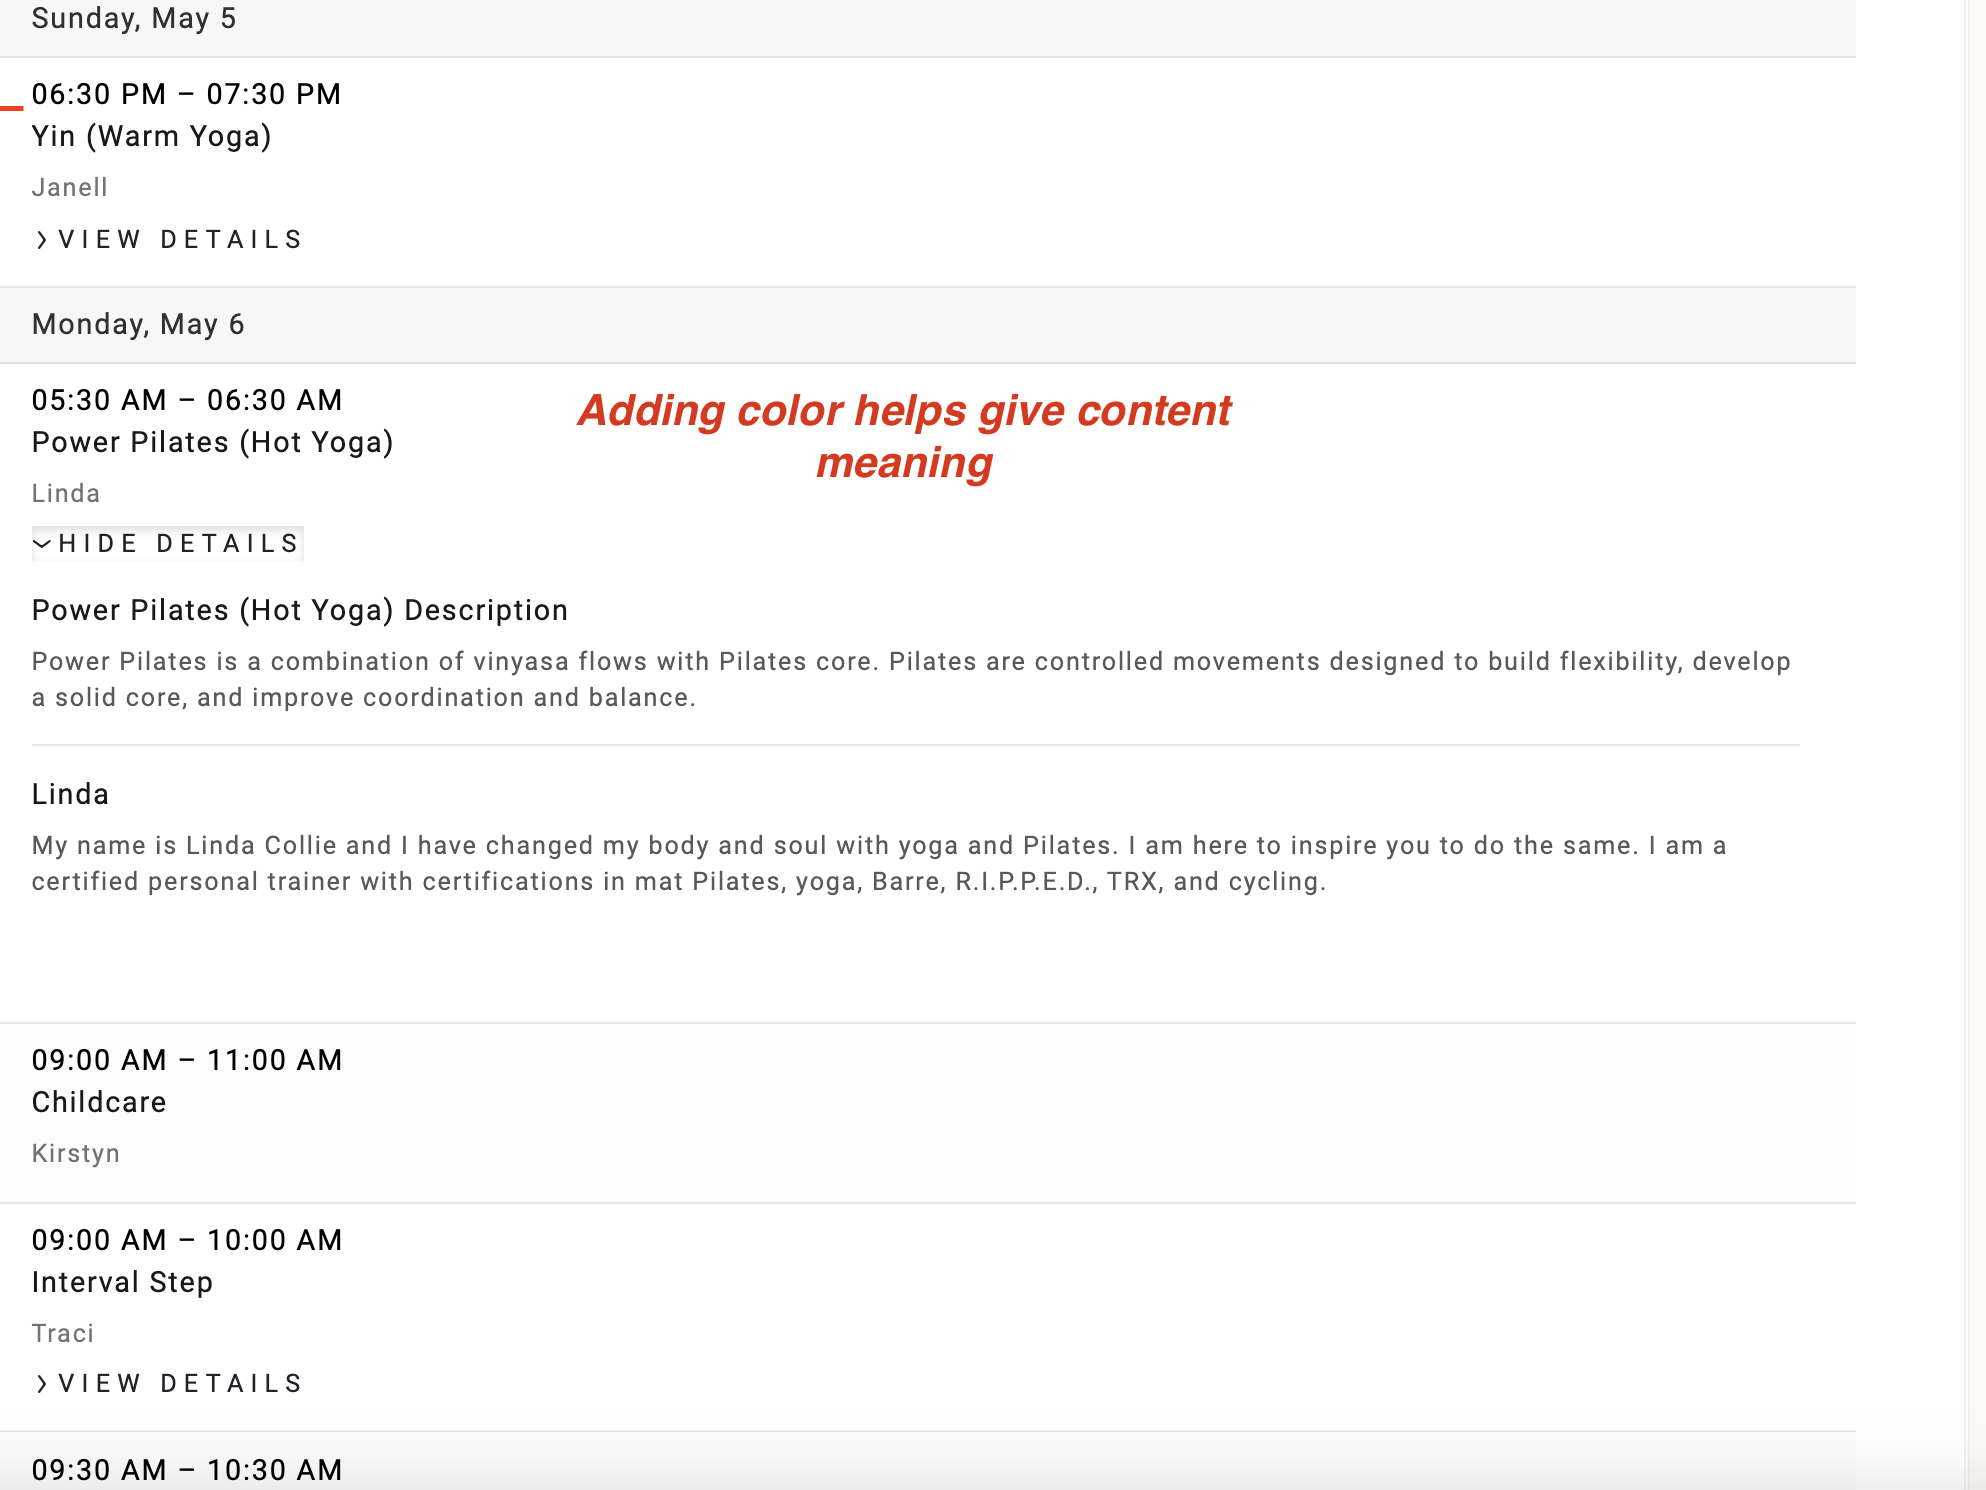 Sunday, May 5
06:30 PM – 07:30 PM
Yin (Warm Yoga)
Janell
VIEW DETAILS
Monday, May 6
05:30 AM – 06:30 AM
Power Pilates (Hot Yoga)
Adding color helps give content
meaning
Linda
HIDE DETAILS
Power Pilates (Hot Yoga) Description
Power Pilates is a combination of vinyasa flows with Pilates core. Pilates are controlled movements designed to build flexibility, develop
a solid core, and improve coordination and balance.
Linda
My name is Linda Collie and I have changed my body and soul with yoga and Pilates. I am here to inspire you to do the same. I am a
certified personal trainer with certifications in mat Pilates, yoga, Barre, R.I.P.P.E.D., TRX, and cycling.
09:00 AM – 11:00 AM
Childcare
Kirstyn
09:00 AM – 10:00 AM
Interval Step
Traci
VIEW DETAILS
09:30 AM – 10:30 AM